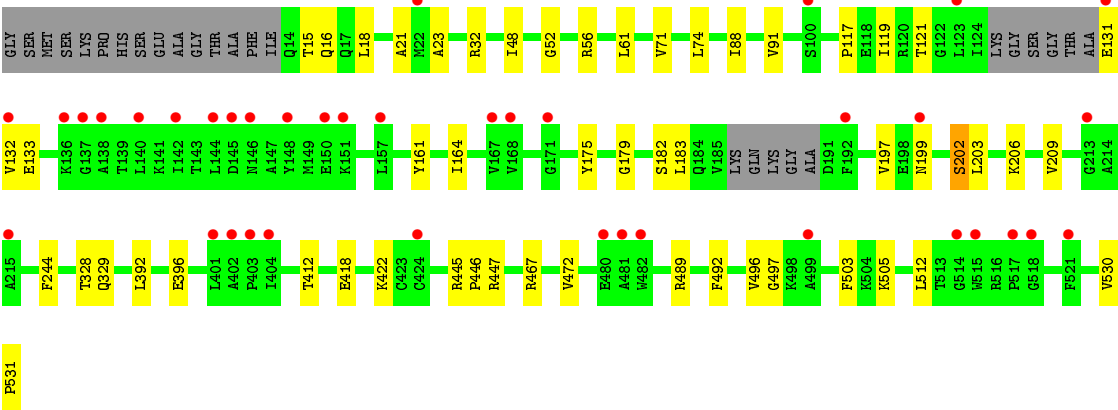 GLY SER MET SER LYS PRO HIS SER GLU ALA GLY THR ALA PHE ILE Q14 T15 Q16 Q17 L18 A21 M22 A23 R32 I48 G52 R56 L61 V71 L74 I88 V91 S100 P117 E118 I119 R120 T121 G122 L123 I124 LYS GLY SER GLY THR ALA E131
V132 E133 K136 G137 A138 T139 L140 K141 I142 T143 L144 D145 N146 A147 Y148 M149 E150 K151 L157 Y161 I164 V167 V168 G171 Y175 G179 S182 L183 Q184 V185 LYS GLN LYS GLY ALA D191 F192 V197 E198 N199 S202 L203 K206 V209 G213 A214
A215 F244 T328 Q329 L392 E396 L401 A402 P403 I404 T412 E418 K422 C423 C424 R445 P446 R447 R467 V472 E480 A481 W482 R489 F492 V496 G497 K498 A499 F503 K504 K505 L512 T513 G514 W515 R516 P517 G518 F521 V530
P531